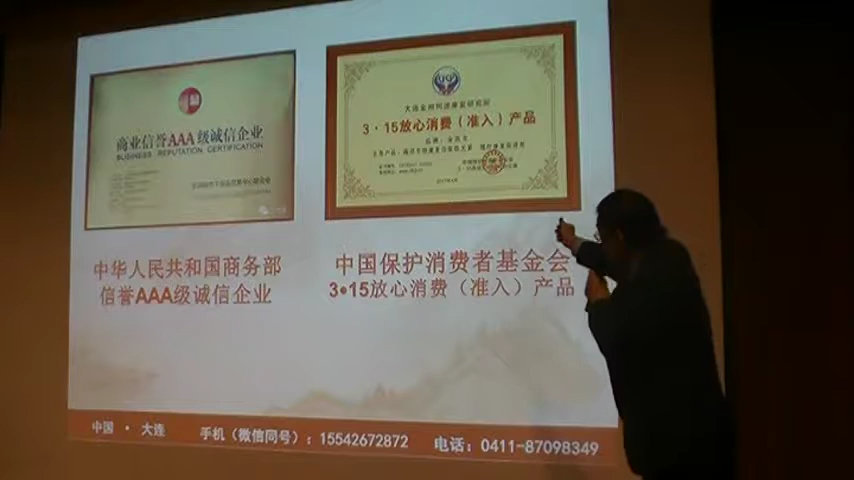 商业信誉AAA级诚信企业
BUSINESS REPUTATION CERTIFICATION
3·15放心消费（准入）产品
中华人民共和国商务部
信誉AAA级诚信企业
中国保护消费者基金会
3•15放心消费（准入）产品
中国 · 大连 手机（微信同号）：15542672872 电话：0411-87098349